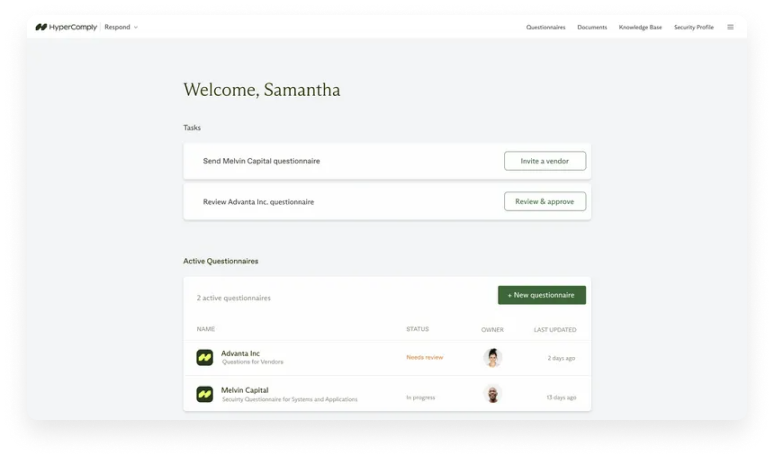 HyperComply Respond Questionnaires Documents Knowledge Base Security Profile
Welcome, Samantha
Tasks
Send Melvin Capital questionnaire Invite a vendor
Review Advanta Inc. questionnaire Review & approve
Active Questionnaires
2 active questionnaires + New questionnaire
NAME STATUS OWNER LAST UPDATED
Advanta Inc
Questions for Vendors Needs review 2 days ago
Melvin Capital
Security Questionnaire for Systems and Applications In progress 13 days ago